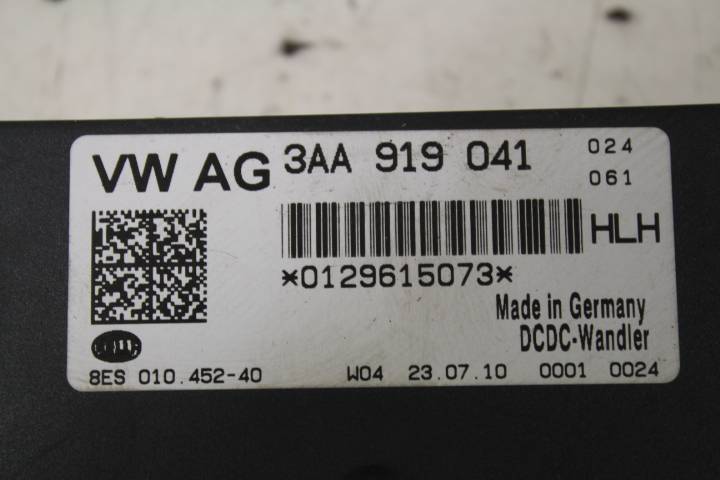 VW AG 3AA 919 041 024
061
HLH
*0129615073*
Made in Germany
DCDC-Wandler
8ES 010.452-40 W04 23.07.10 0001 0024